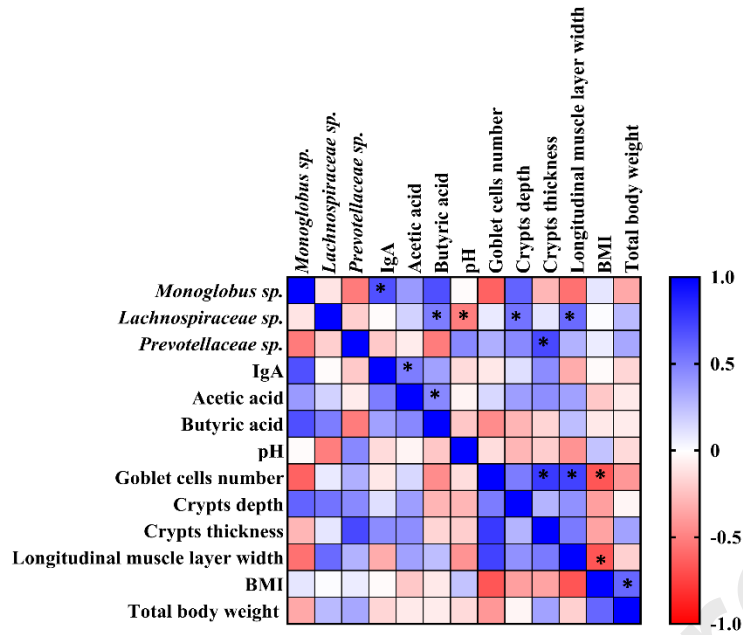 Monoglobus sp.
Lachnospiraceae sp.
Prevotellaceae sp.
IgA
Acetic acid
Butyric acid
pH
Goblet cells number
Crypts depth
Crypts thickness
Longitudinal muscle layer width
BMI
Total body weight
Monoglobus sp. *
Lachnospiraceae sp. * * * *
Prevotellaceae sp. *
IgA *
Acetic acid *
Butyric acid
pH
Goblet cells number * * *
Crypts depth
Crypts thickness
Longitudinal muscle layer width *
BMI *
Total body weight
1.0
0.5
0
-0.5
-1.0